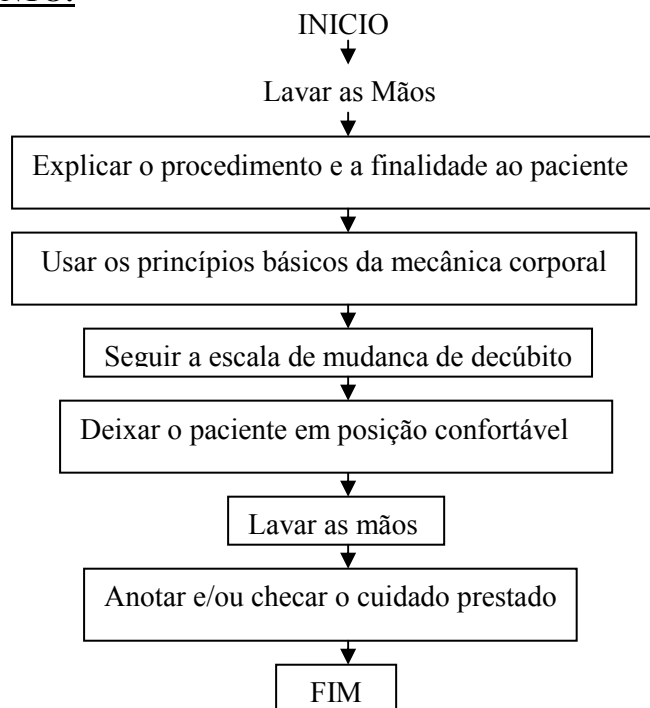 INICIO
Lavar as Mãos
Explicar o procedimento e a finalidade ao paciente
Usar os princípios básicos da mecânica corporal
Seguir a escala de mudança de decúbito
Deixar o paciente em posição confortável
Lavar as mãos
Anotar e/ou checar o cuidado prestado
FIM